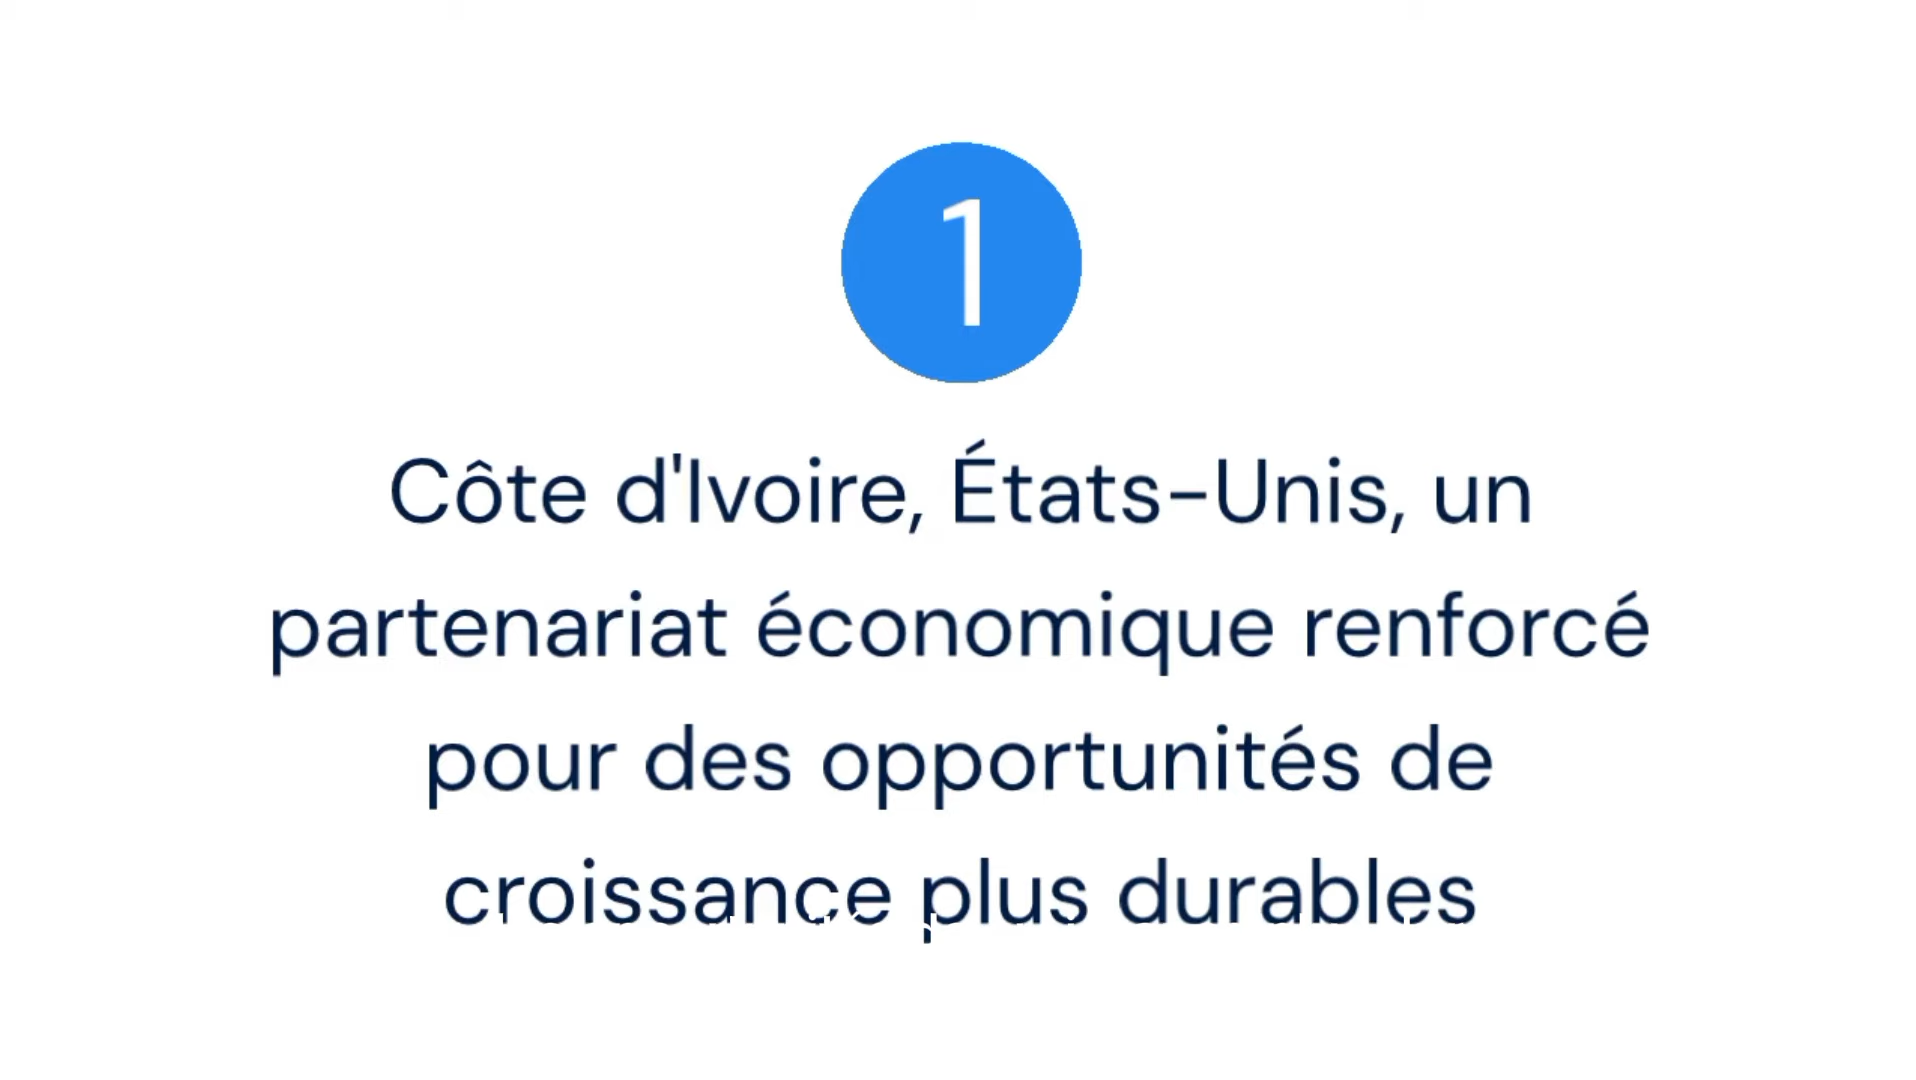 1
Côte d'Ivoire, États-Unis, un
partenariat économique renforcé
pour des opportunités de
croissance plus durables